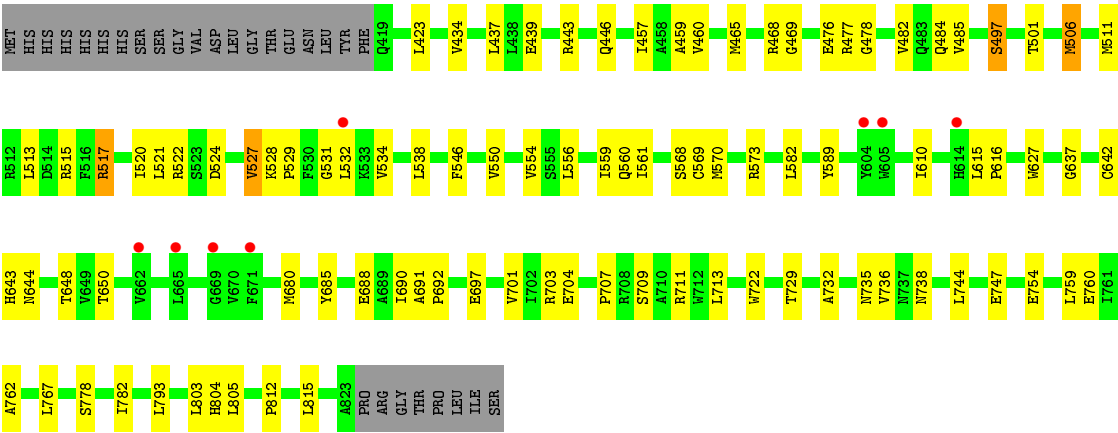 MET HIS HIS HIS HIS HIS HIS SER SER GLY VAL ASP LEU GLY THR GLU ASN LEU TYR PHE Q419 L423 V434 L437 L438 E439 R443 Q446 I457 A458 A459 V460 M465 R468 G469 E476 R477 G478 V482 Q483 Q484 V485 S497 T501 M506 M511
R512 L513 D514 R515 F516 R517 I520 L521 R522 S523 D524 V527 K528 P529 F530 G531 L532 K533 V534 L538 F546 V550 V554 S555 L556 I559 Q560 I561 S568 C569 M570 R573 L582 Y589 Y604 W605 I610 H614 L615 P616 W627 G637 C642
H643 N644 T648 V649 T650 V662 L665 G669 V670 F671 M680 Y685 E688 A689 I690 A691 P692 E697 V701 I702 R703 E704 P707 R708 S709 A710 R711 W712 L713 W722 T729 A732 N735 V736 N737 N738 L744 E747 E754 L759 E760 I761
A762 L767 S778 I782 L793 L803 H804 L805 P812 L815 A823 PRO ARG GLY THR PRO LEU ILE SER